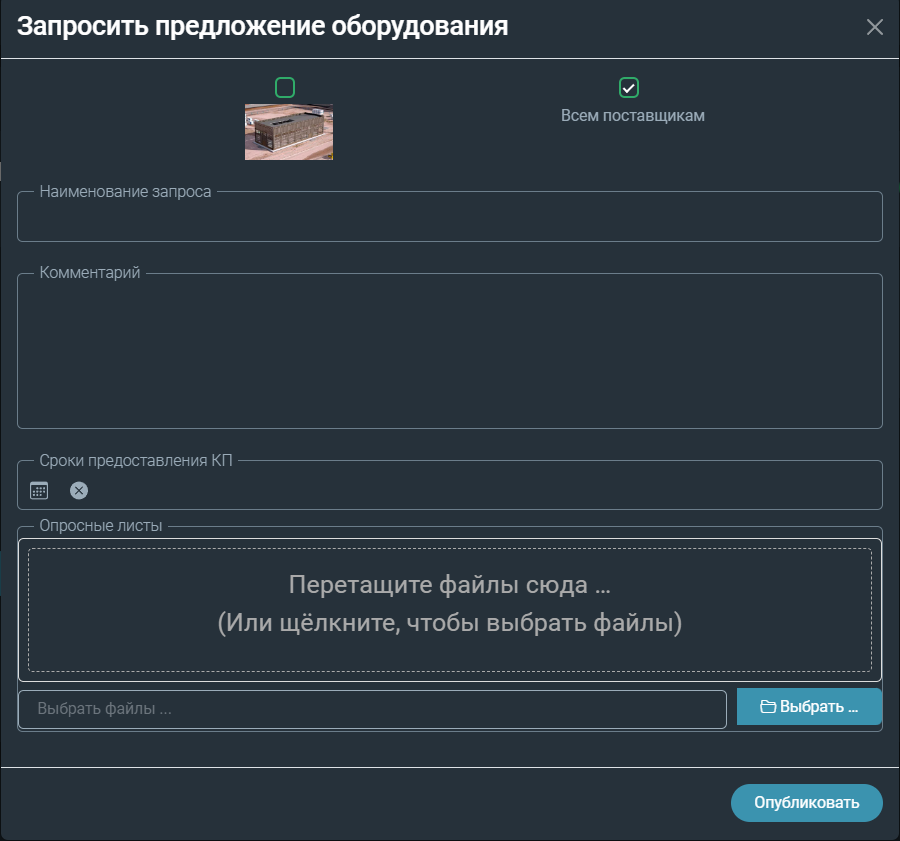 Запросить предложение оборудования
Всем поставщикам
Наименование запроса
Комментарий
Сроки предоставления КП
Опросные листы
Перетащите файлы сюда ...
(Или щёлкните, чтобы выбрать файлы)
Выбрать файлы ...
Выбрать ...
Опубликовать